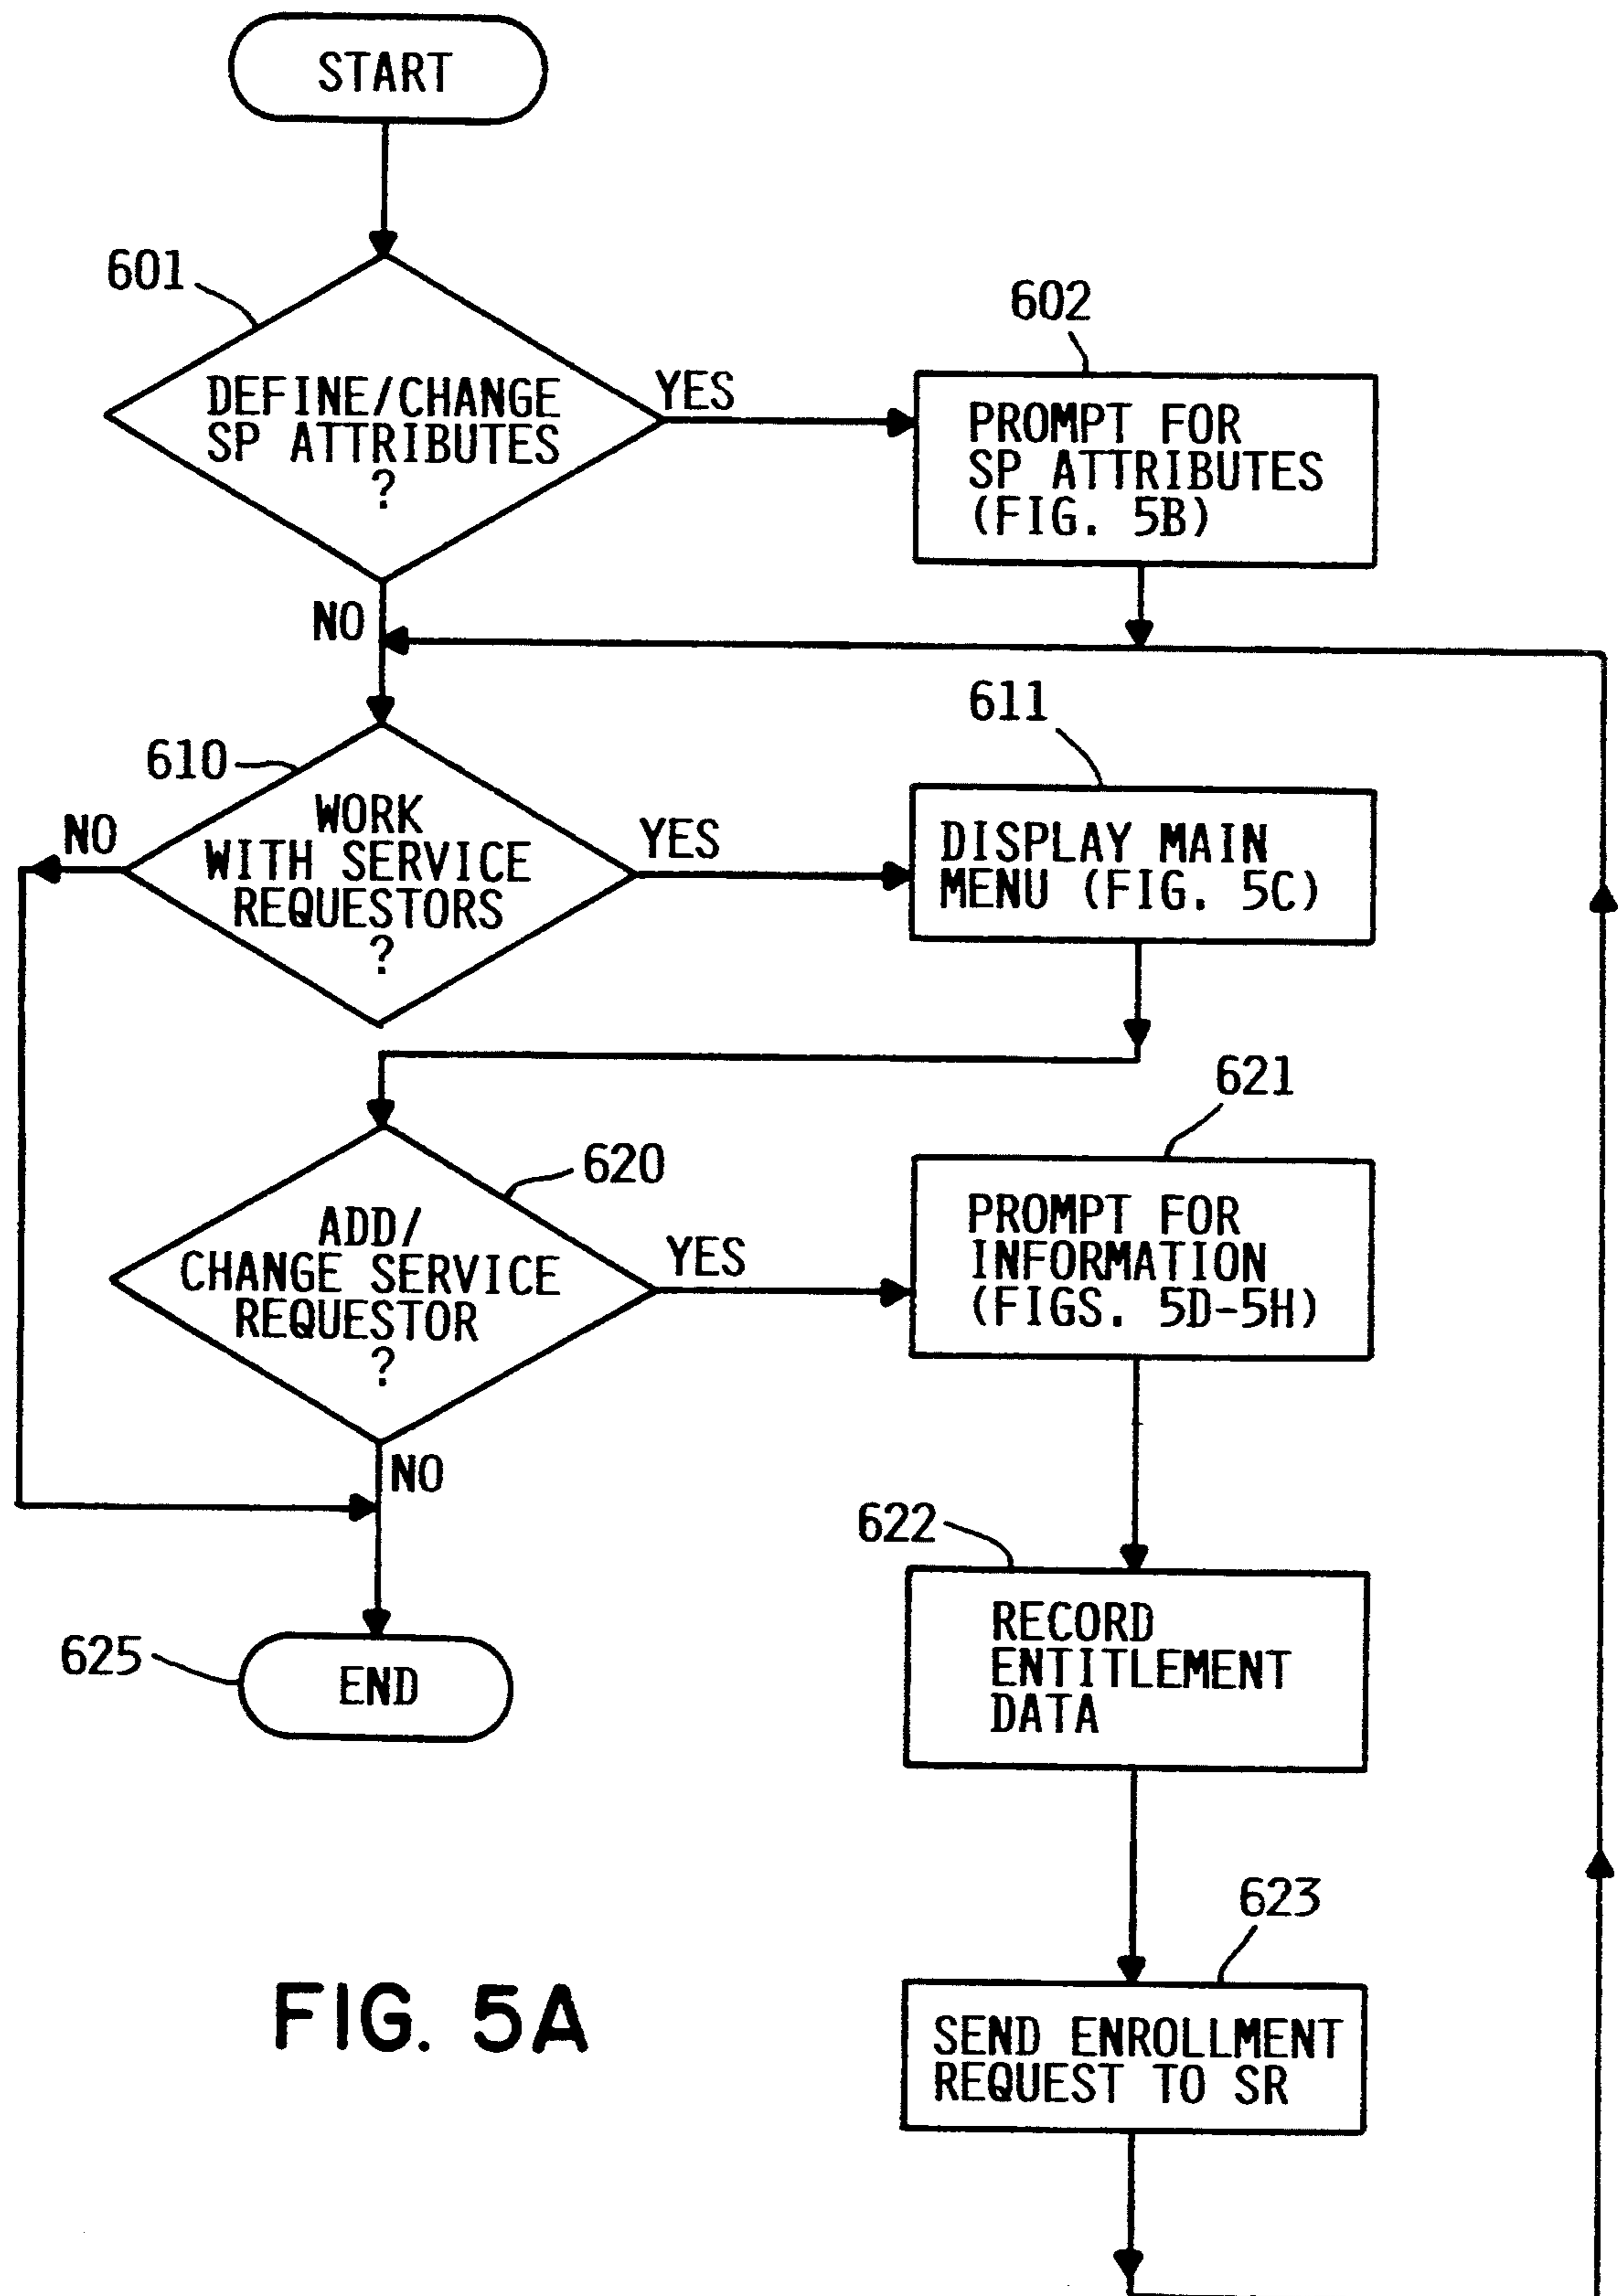 START
601
DEFINE/CHANGE
SP ATTRIBUTES
?
YES
602
PROMPT FOR
SP ATTRIBUTES
(FIG. 5B)
NO
610
WORK
WITH SERVICE
REQUESTORS
?
NO
YES
611
DISPLAY MAIN
MENU (FIG. 5C)
620
ADD/
CHANGE SERVICE
REQUESTOR
?
YES
621
PROMPT FOR
INFORMATION
(FIGS. 5D-5H)
NO
622
RECORD
ENTITLEMENT
DATA
625
END
623
SEND ENROLLMENT
REQUEST TO SR
FIG. 5A